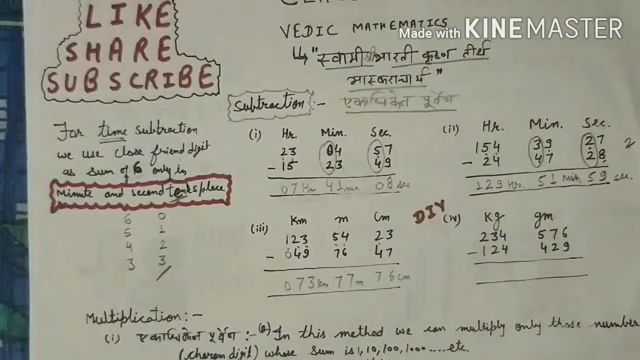 LIKE
SHARE
SUBSCRIBE
Made with KINEMASTER
VEDIC MATHEMATICS
"स्वामी भारती कृष्ण तीर्थ
भास्कराचार्य"
Subtraction :- एकाधिकेन पूर्वेण
For time subtraction
we use close friend digit
as sum of 6 only in
Minute and second tens place
6 0
5 1
4 2
3 3
(i) Hr. Min. Sec.
23 04 57
- 15 23 49
07 Hr 41 min 08 sec
(ii) Hr. Min. Sec.
154 39 27
- 24 47 28
129 Hr. 51 Min 59 sec.
(iii) Km m Cm
123 54 23
- 049 76 47
073 km 77m 76 cm
DIY (iv) Kg gm
234 576
- 124 429
Multiplication :-
(i) एकाधिकेन पूर्वेण :- (a) In this method we can multiply only those number
(charam digit) whose sum is 1, 10, 100, 1000 ..... etc.